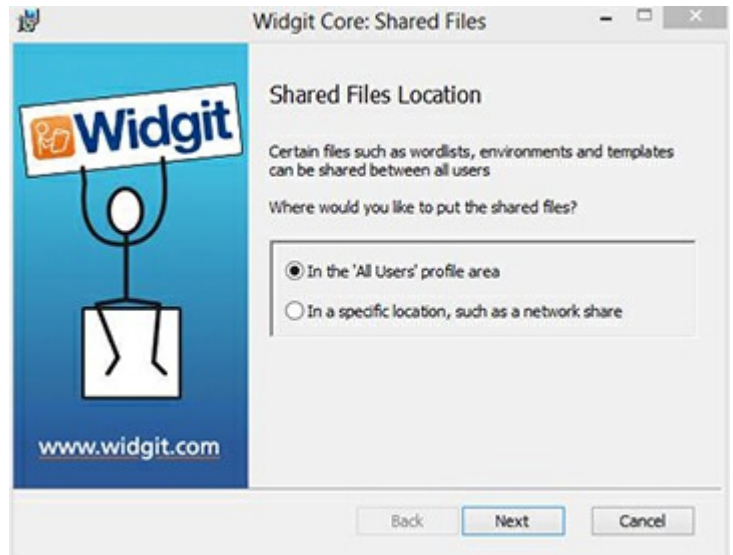 Widgit Core: Shared Files
Widgit
www.widgit.com
Shared Files Location
Certain files such as wordlists, environments and templates
can be shared between all users
Where would you like to put the shared files?
In the 'All Users' profile area
In a specific location, such as a network share
Back
Next
Cancel